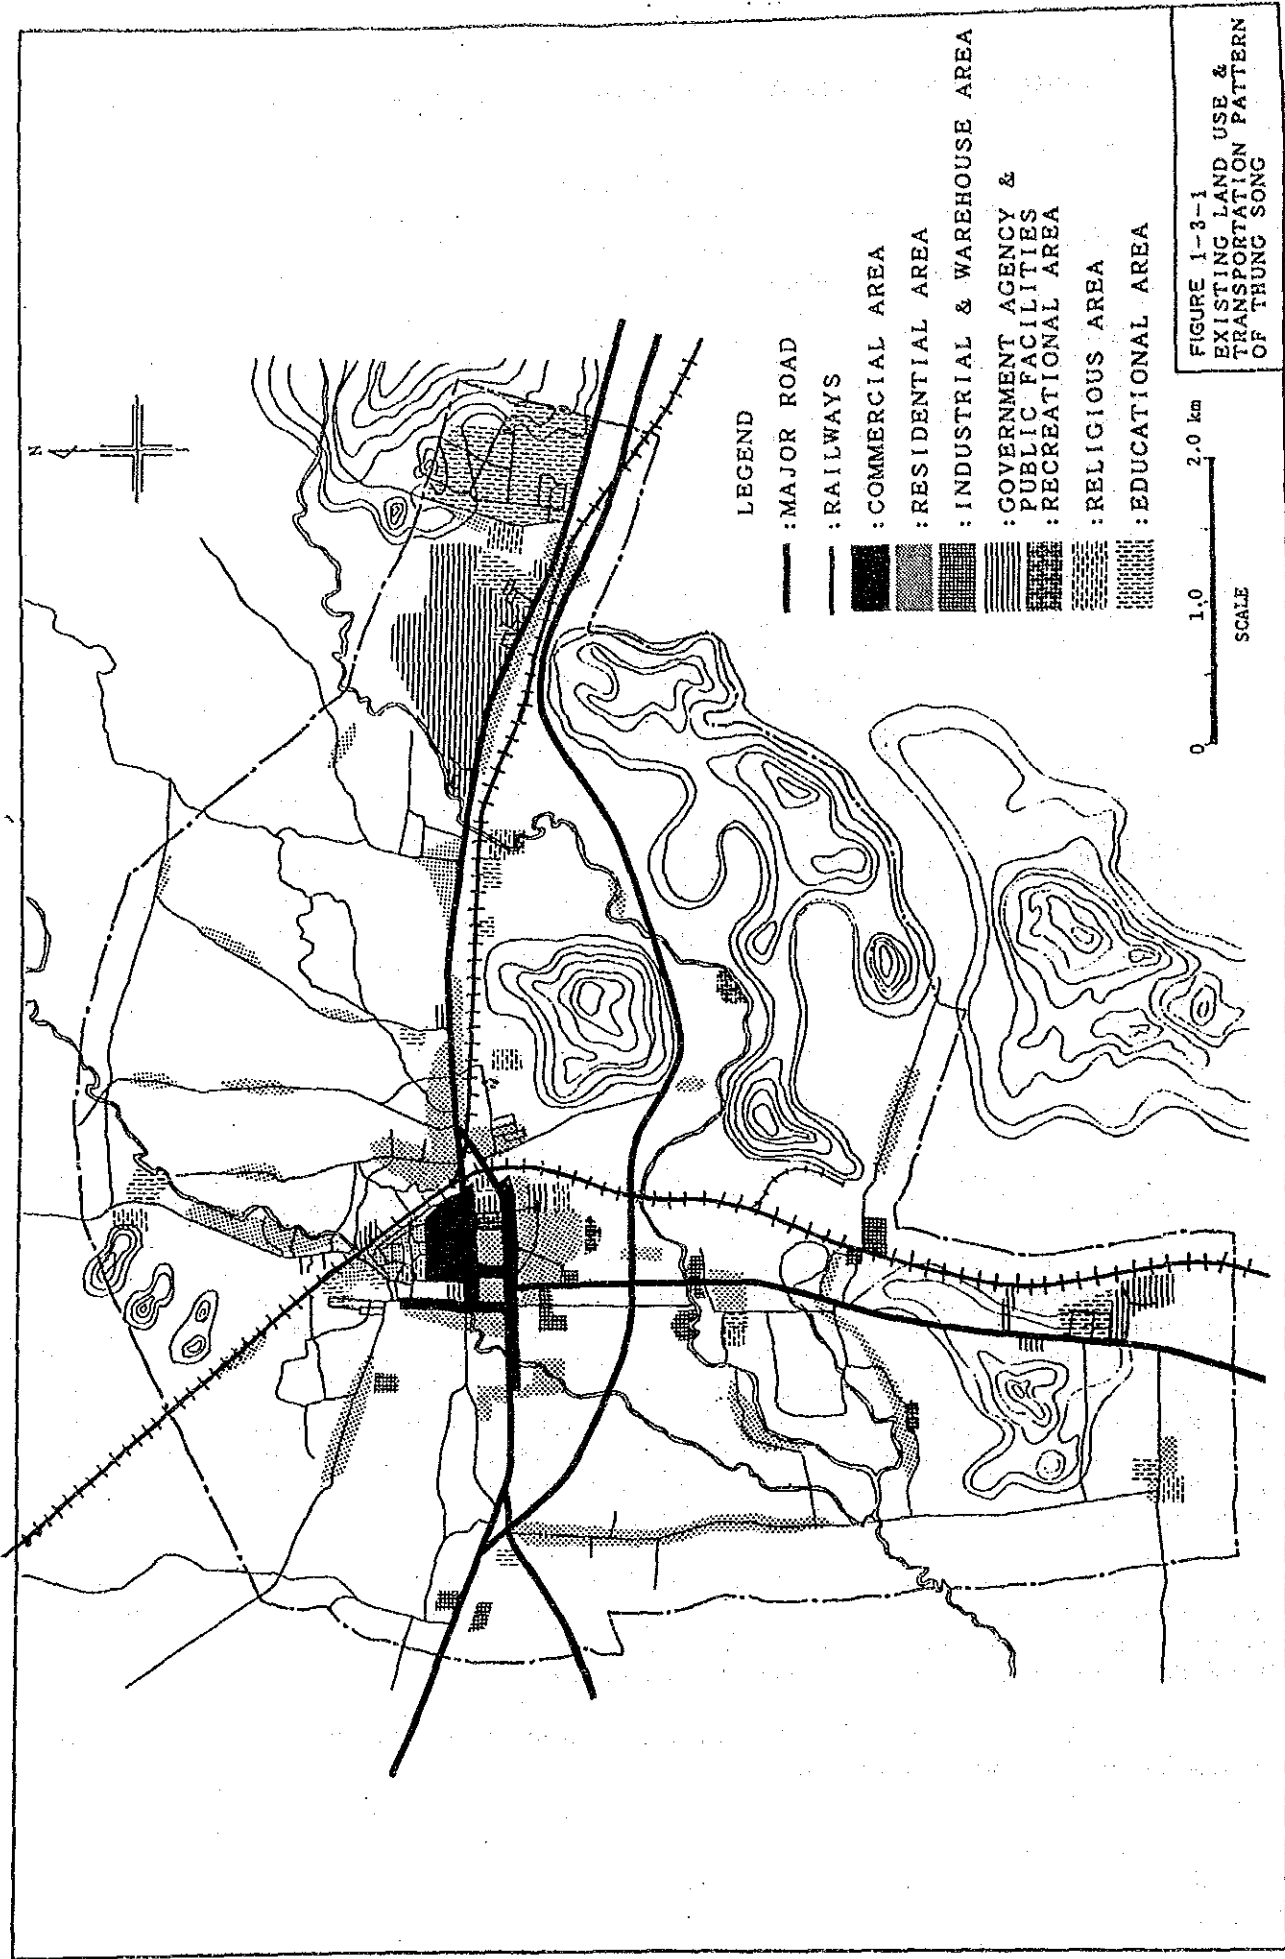 N
LEGEND
:MAJOR ROAD
:RAILWAYS
:COMMERCIAL AREA
:RESIDENTIAL AREA
:INDUSTRIAL & WAREHOUSE AREA
:GOVERNMENT AGENCY &
PUBLIC FACILITIES
:RECREATIONAL AREA
:RELIGIOUS AREA
:EDUCATIONAL AREA
0 1.0 2.0 km
SCALE
FIGURE 1-3-1
EXISTING LAND USE &
TRANSPORTATION PATTERN
OF THUNG SONG